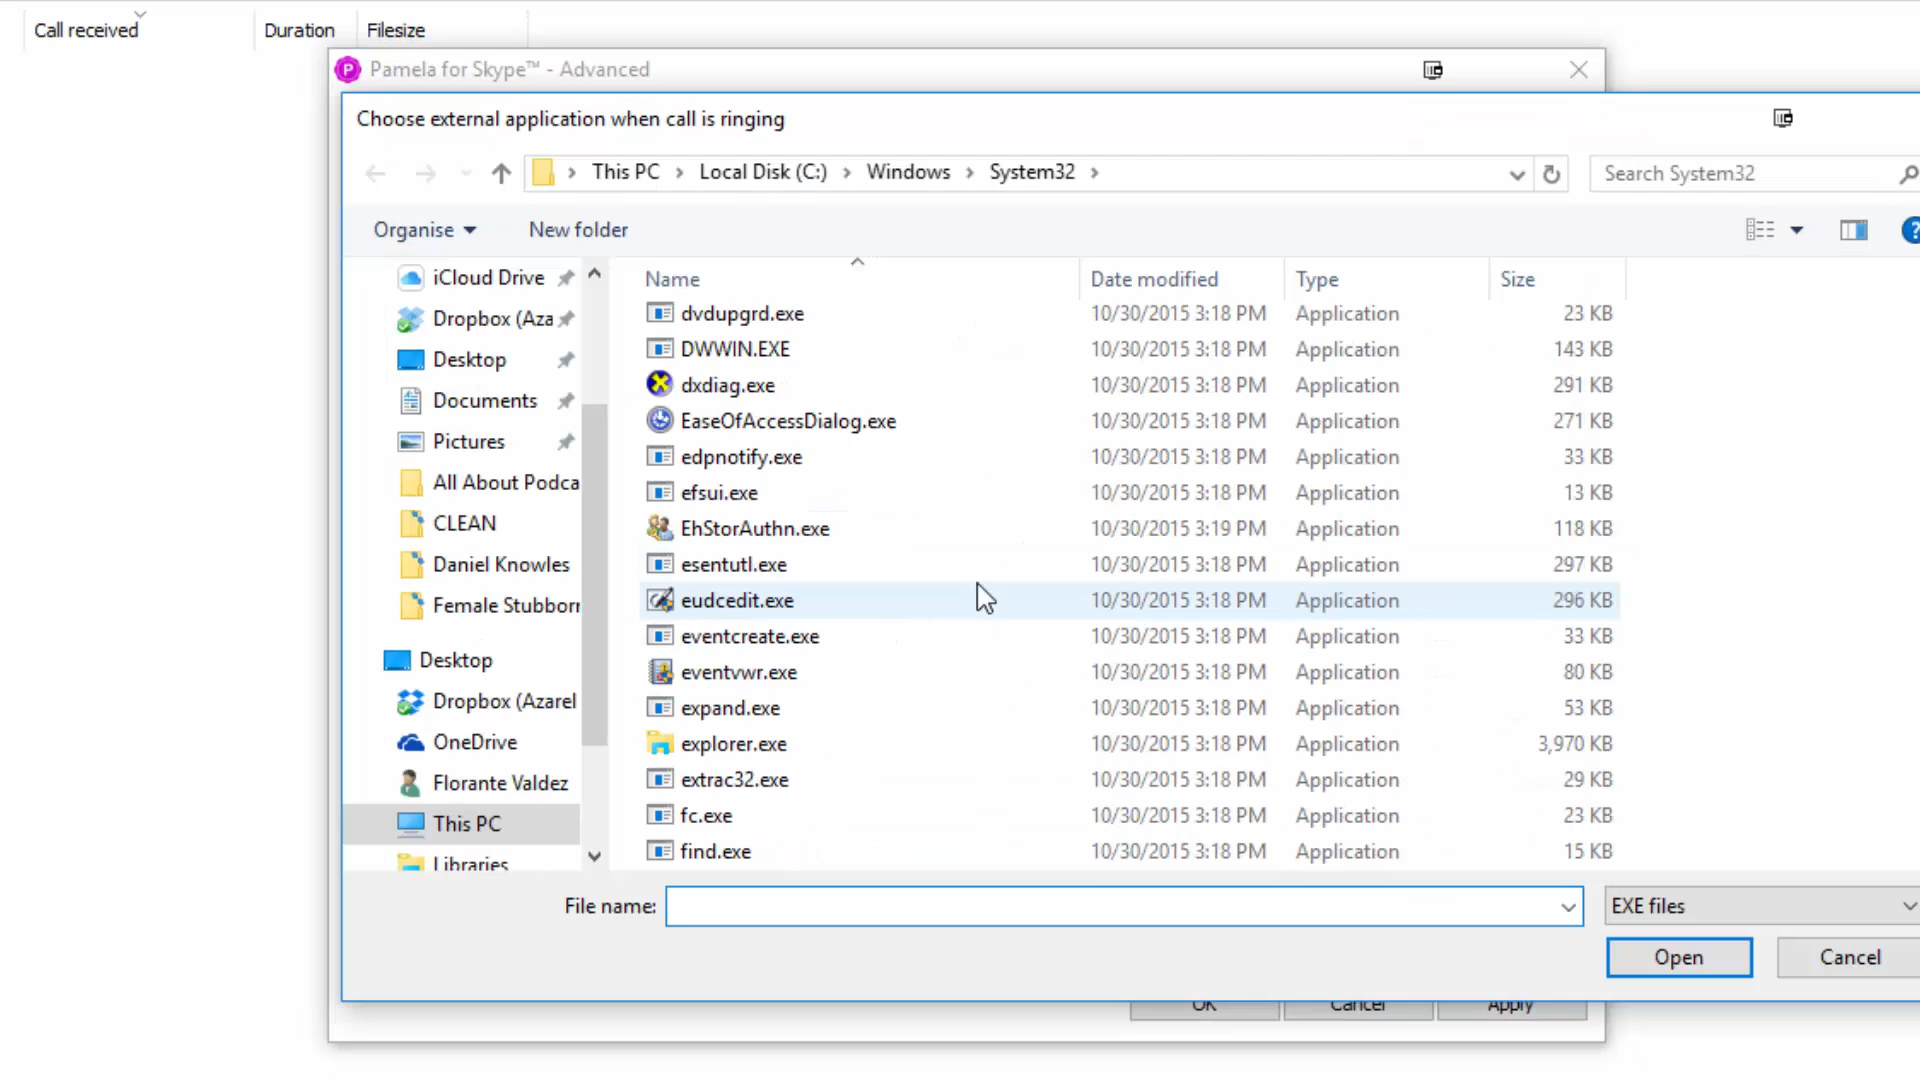 Call received Duration Filesize
Pamela for Skype™ - Advanced
Choose external application when call is ringing
This PC Local Disk (C:) Windows System32 Search System32
Organise New folder
iCloud Drive
Dropbox (Aza
Desktop
Documents
Pictures
All About Podca
CLEAN
Daniel Knowles
Female Stubborn
Desktop
Dropbox (Azarel
OneDrive
Florante Valdez
This PC
Libraries
Name Date modified Type Size
dvdupgrd.exe 10/30/2015 3:18 PM Application 23 KB
DWWIN.EXE 10/30/2015 3:18 PM Application 143 KB
dxdiag.exe 10/30/2015 3:18 PM Application 291 KB
EaseOfAccessDialog.exe 10/30/2015 3:18 PM Application 271 KB
edpnotify.exe 10/30/2015 3:18 PM Application 33 KB
efsui.exe 10/30/2015 3:18 PM Application 13 KB
EhStorAuthn.exe 10/30/2015 3:19 PM Application 118 KB
esentutl.exe 10/30/2015 3:18 PM Application 297 KB
eudcedit.exe 10/30/2015 3:18 PM Application 296 KB
eventcreate.exe 10/30/2015 3:18 PM Application 33 KB
eventvwr.exe 10/30/2015 3:18 PM Application 80 KB
expand.exe 10/30/2015 3:18 PM Application 53 KB
explorer.exe 10/30/2015 3:18 PM Application 3,970 KB
extrac32.exe 10/30/2015 3:18 PM Application 29 KB
fc.exe 10/30/2015 3:18 PM Application 23 KB
find.exe 10/30/2015 3:18 PM Application 15 KB
File name: EXE files
Open Cancel
OK Cancel Apply